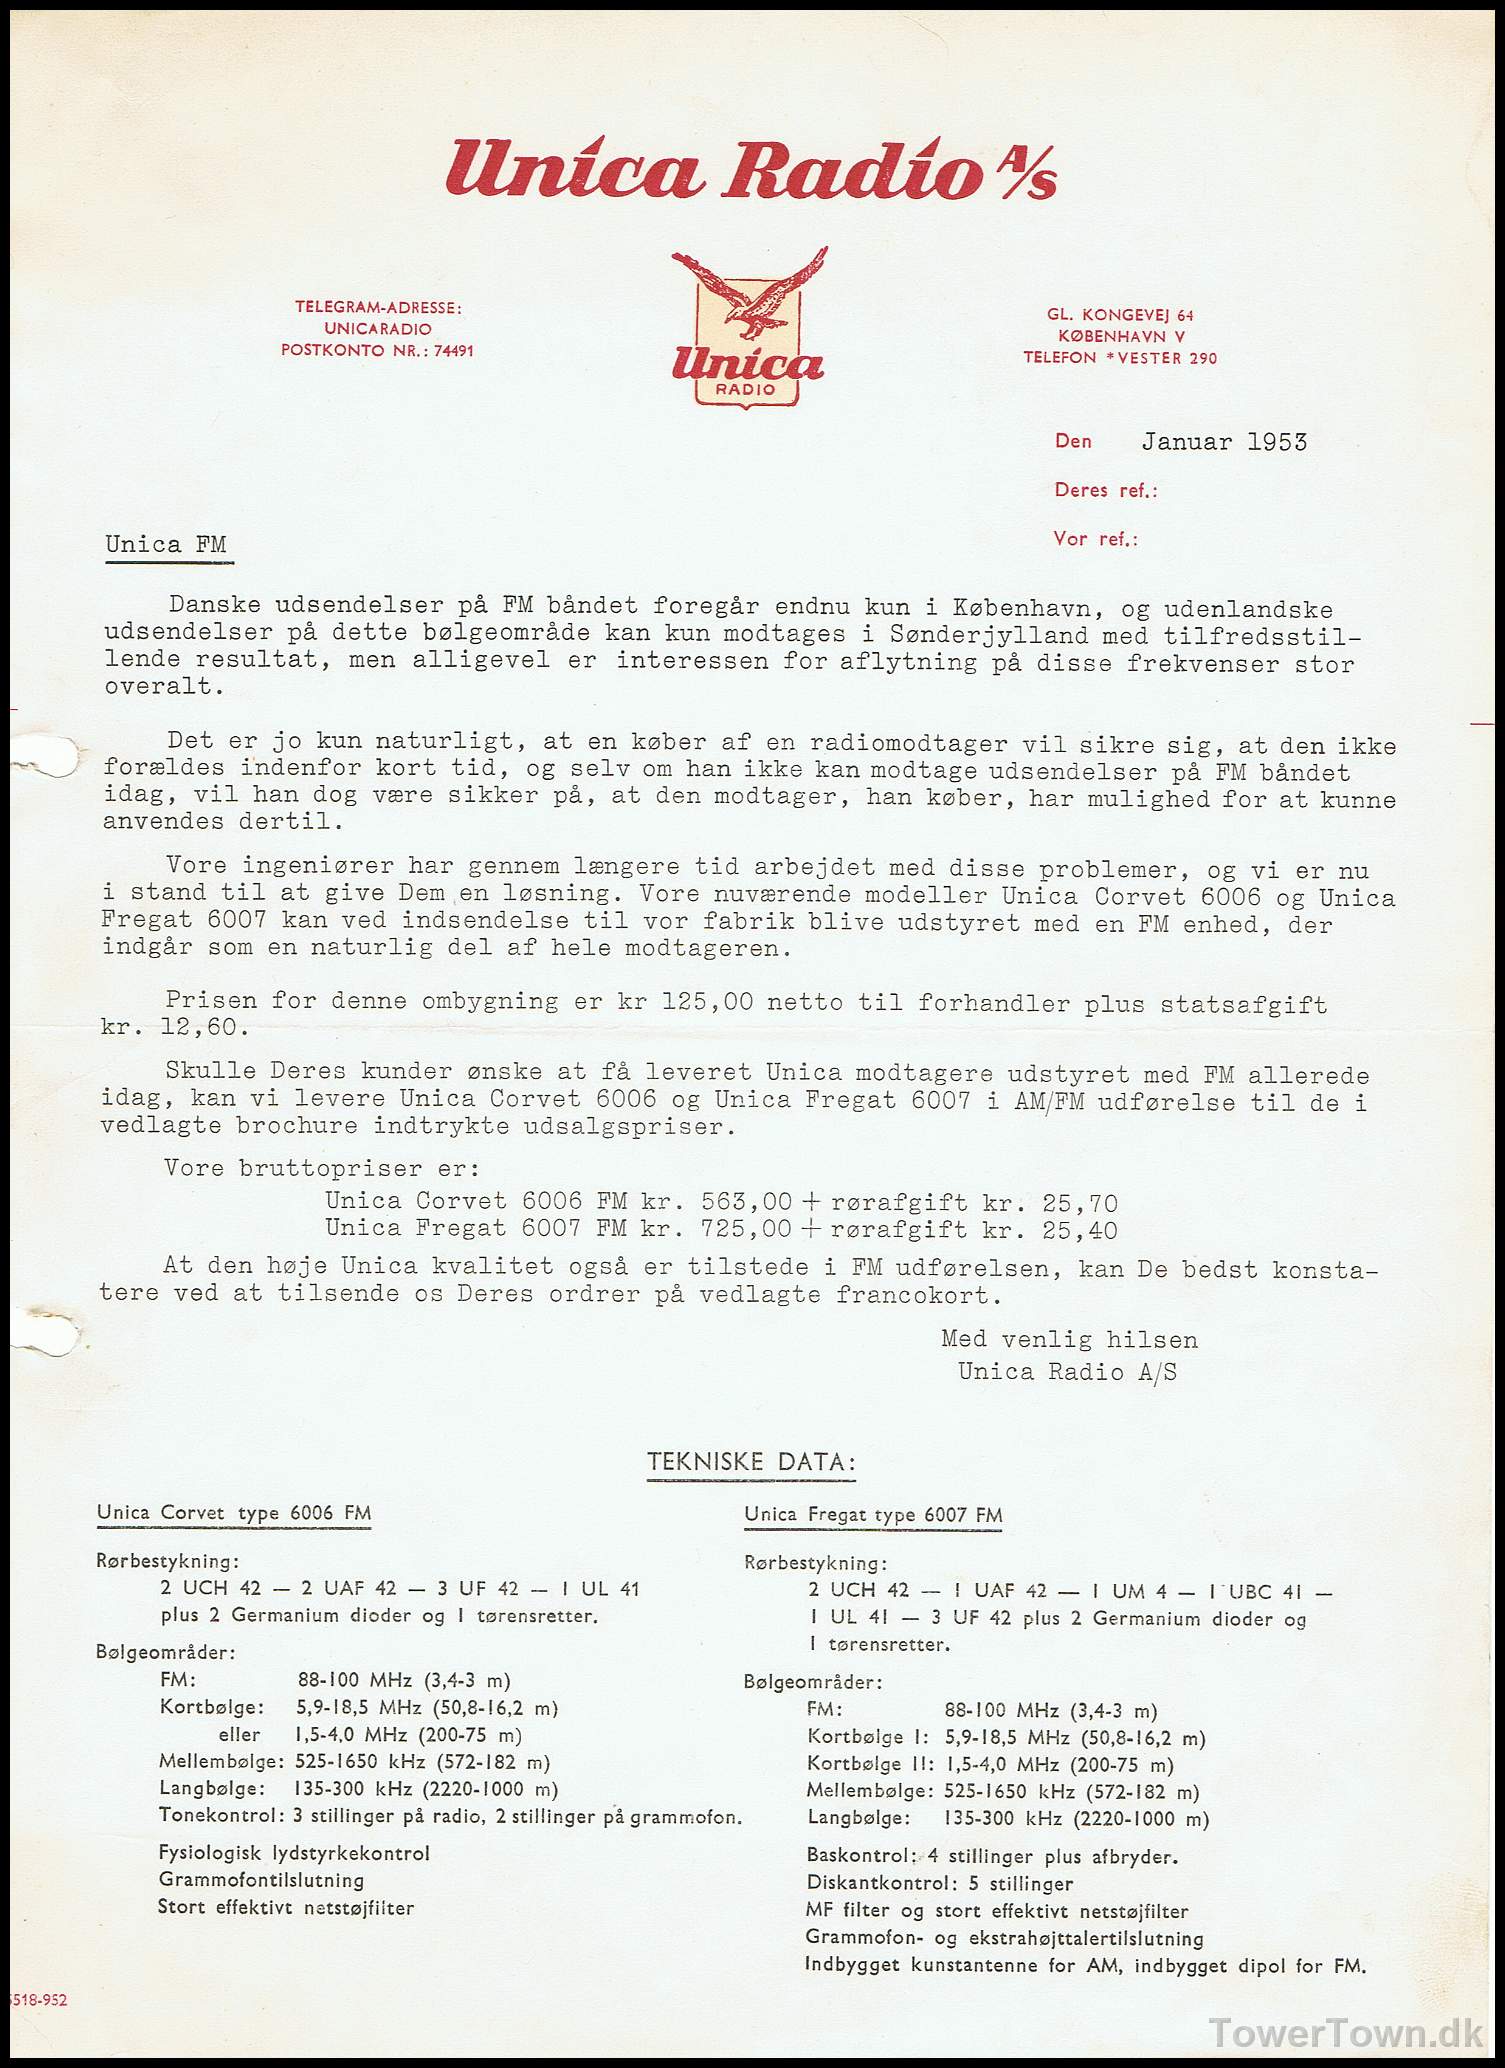 Unica Radio A/S
TELEGRAM-ADRESSE:
UNICARADIO
POSTKONTO NR.: 74491
Unica
RADIO
GL. KONGEVEJ 64
KØBENHAVN V
TELEFON *VESTER 290
Den Januar 1953
Deres ref.:
Vor ref.:
Unica FM
Danske udsendelser på FM båndet foregår endnu kun i København, og udenlandske
udsendelser på dette bølgeområde kan kun modtages i Sønderjylland med tilfredsstil-
lende resultat, men alligevel er interessen for aflytning på disse frekvenser stor
overalt.
Det er jo kun naturligt, at en køber af en radiomodtager vil sikre sig, at den ikke
forældes indenfor kort tid, og selv om han ikke kan modtage udsendelser på FM båndet
idag, vil han dog være sikker på, at den modtager, han køber, har mulighed for at kunne
anvendes dertil.
Vore ingeniører har gennem længere tid arbejdet med disse problemer, og vi er nu
i stand til at give Dem en løsning. Vore nuværende modeller Unica Corvet 6006 og Unica
Fregat 6007 kan ved indsendelse til vor fabrik blive udstyret med en FM enhed, der
indgår som en naturlig del af hele modtageren.
Prisen for denne ombygning er kr 125,00 netto til forhandler plus statsafgift
kr. 12,60.
Skulle Deres kunder ønske at få leveret Unica modtagere udstyret med FM allerede
idag, kan vi levere Unica Corvet 6006 og Unica Fregat 6007 i AM/FM udførelse til de i
vedlagte brochure indtrykte udsalgspriser.
Vore bruttopriser er:
Unica Corvet 6006 FM kr. 563,00 + rørafgift kr. 25,70
Unica Fregat 6007 FM kr. 725,00 + rørafgift kr. 25,40
At den høje Unica kvalitet også er tilstede i FM udførelsen, kan De bedst konsta-
tere ved at tilsende os Deres ordrer på vedlagte francokort.
Med venlig hilsen
Unica Radio A/S
TEKNISKE DATA:
Unica Corvet type 6006 FM
Rørbestykning:
2 UCH 42 — 2 UAF 42 — 3 UF 42 — 1 UL 41
plus 2 Germanium dioder og 1 tørensretter.
Bølgeområder:
FM: 88-100 MHz (3,4-3 m)
Kortbølge: 5,9-18,5 MHz (50,8-16,2 m)
eller 1,5-4,0 MHz (200-75 m)
Mellembølge: 525-1650 kHz (572-182 m)
Langbølge: 135-300 kHz (2220-1000 m)
Tonekontrol: 3 stillinger på radio, 2 stillinger på grammofon.
Fysiologisk lydstyrkekontrol
Grammofontilslutning
Stort effektivt netstøjfilter
Unica Fregat type 6007 FM
Rørbestykning:
2 UCH 42 — 1 UAF 42 — 1 UM 4 — 1 UBC 41 —
1 UL 41 — 3 UF 42 plus 2 Germanium dioder og
1 tørensretter.
Bølgeområder:
FM: 88-100 MHz (3,4-3 m)
Kortbølge I: 5,9-18,5 MHz (50,8-16,2 m)
Kortbølge II: 1,5-4,0 MHz (200-75 m)
Mellembølge: 525-1650 kHz (572-182 m)
Langbølge: 135-300 kHz (2220-1000 m)
Baskontrol: 4 stillinger plus afbryder.
Diskantkontrol: 5 stillinger
MF filter og stort effektivt netstøjfilter
Grammofon- og ekstrahøjttalertilslutning
Indbygget kunstantenne for AM, indbygget dipol for FM.
5518-952
TowerTown.dk